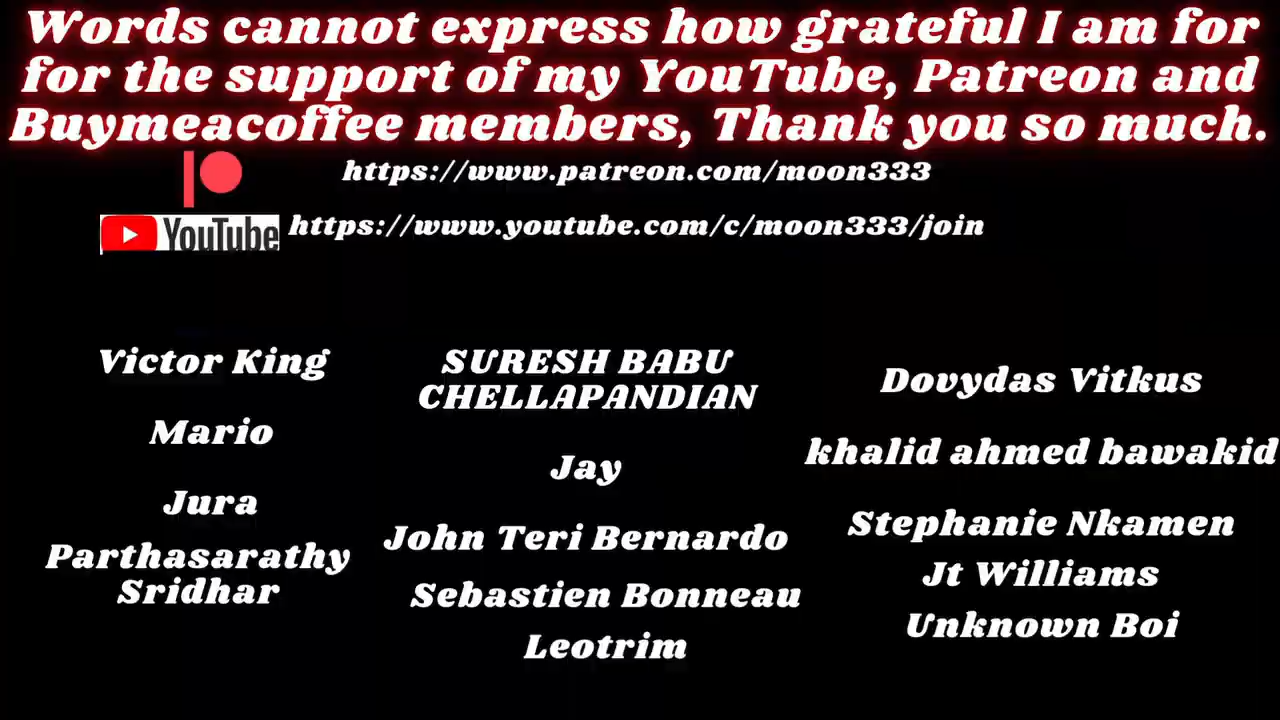 Words cannot express how grateful I am for
for the support of my YouTube, Patreon and
Buymeacoffee members, Thank you so much.
https://www.patreon.com/moon333
YouTube https://www.youtube.com/c/moon333/join
Victor King
Mario
Jura
Parthasarathy
Sridhar
SURESH BABU
CHELLAPANDIAN
Jay
John Teri Bernardo
Sebastien Bonneau
Leotrim
Dovydas Vitkus
khalid ahmed bawakid
Stephanie Nkamen
Jt Williams
Unknown Boi